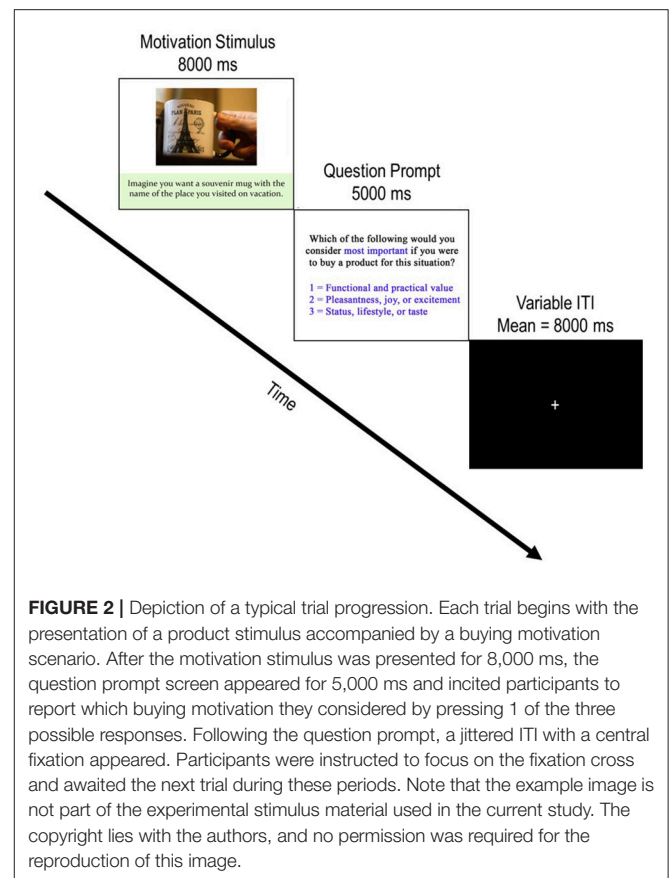 Motivation Stimulus
8000 ms
PLAN PARIS
Imagine you want a souvenir mug with the
name of the place you visited on vacation.
Question Prompt
5000 ms
Which of the following would you
consider most important if you were
to buy a product for this situation?
1 = Functional and practical value
2 = Pleasantness, joy, or excitement
3 = Status, lifestyle, or taste
Variable ITI
Mean = 8000 ms
Time
FIGURE 2 | Depiction of a typical trial progression. Each trial begins with the
presentation of a product stimulus accompanied by a buying motivation
scenario. After the motivation stimulus was presented for 8,000 ms, the
question prompt screen appeared for 5,000 ms and incited participants to
report which buying motivation they considered by pressing 1 of the three
possible responses. Following the question prompt, a jittered ITI with a central
fixation appeared. Participants were instructed to focus on the fixation cross
and awaited the next trial during these periods. Note that the example image is
not part of the experimental stimulus material used in the current study. The
copyright lies with the authors, and no permission was required for the
reproduction of this image.